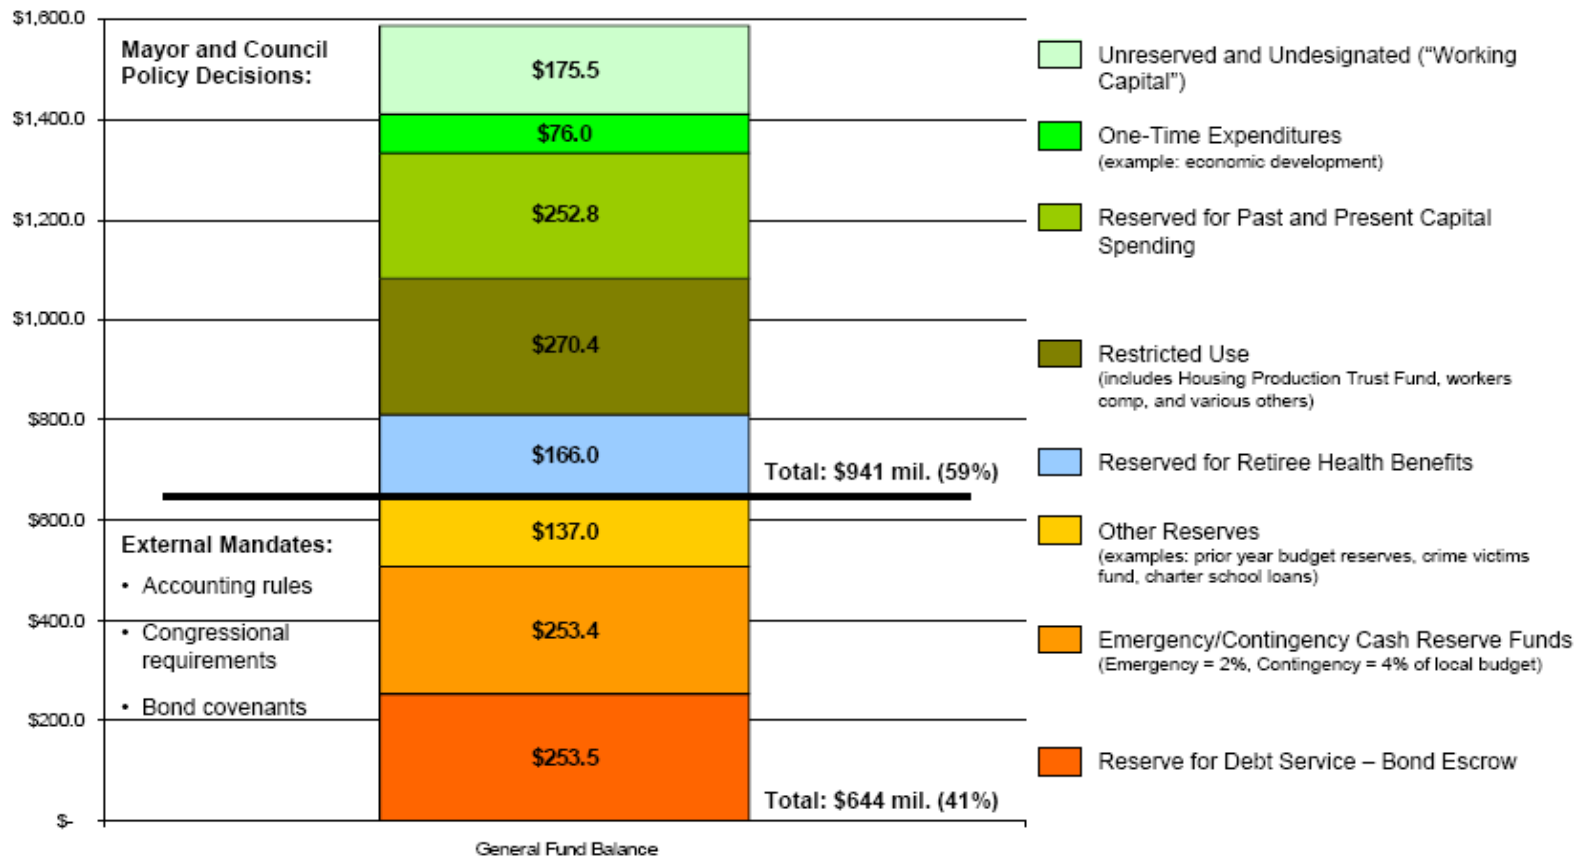 $1,600.0
$1,400.0
$1,200.0
$1,000.0
$800.0
$600.0
$400.0
$200.0
$-
Mayor and Council
Policy Decisions:
External Mandates:
• Accounting rules
• Congressional
requirements
• Bond covenants
$175.5
$76.0
$252.8
$270.4
$166.0
$137.0
$253.4
$253.5
Total: $941 mil. (59%)
Total: $644 mil. (41%)
General Fund Balance
Unreserved and Undesignated (“Working
Capital”)
One-Time Expenditures
(example: economic development)
Reserved for Past and Present Capital
Spending
Restricted Use
(includes Housing Production Trust Fund, workers
comp, and various others)
Reserved for Retiree Health Benefits
Other Reserves
(examples: prior year budget reserves, crime victims
fund, charter school loans)
Emergency/Contingency Cash Reserve Funds
(Emergency = 2%, Contingency = 4% of local budget)
Reserve for Debt Service – Bond Escrow